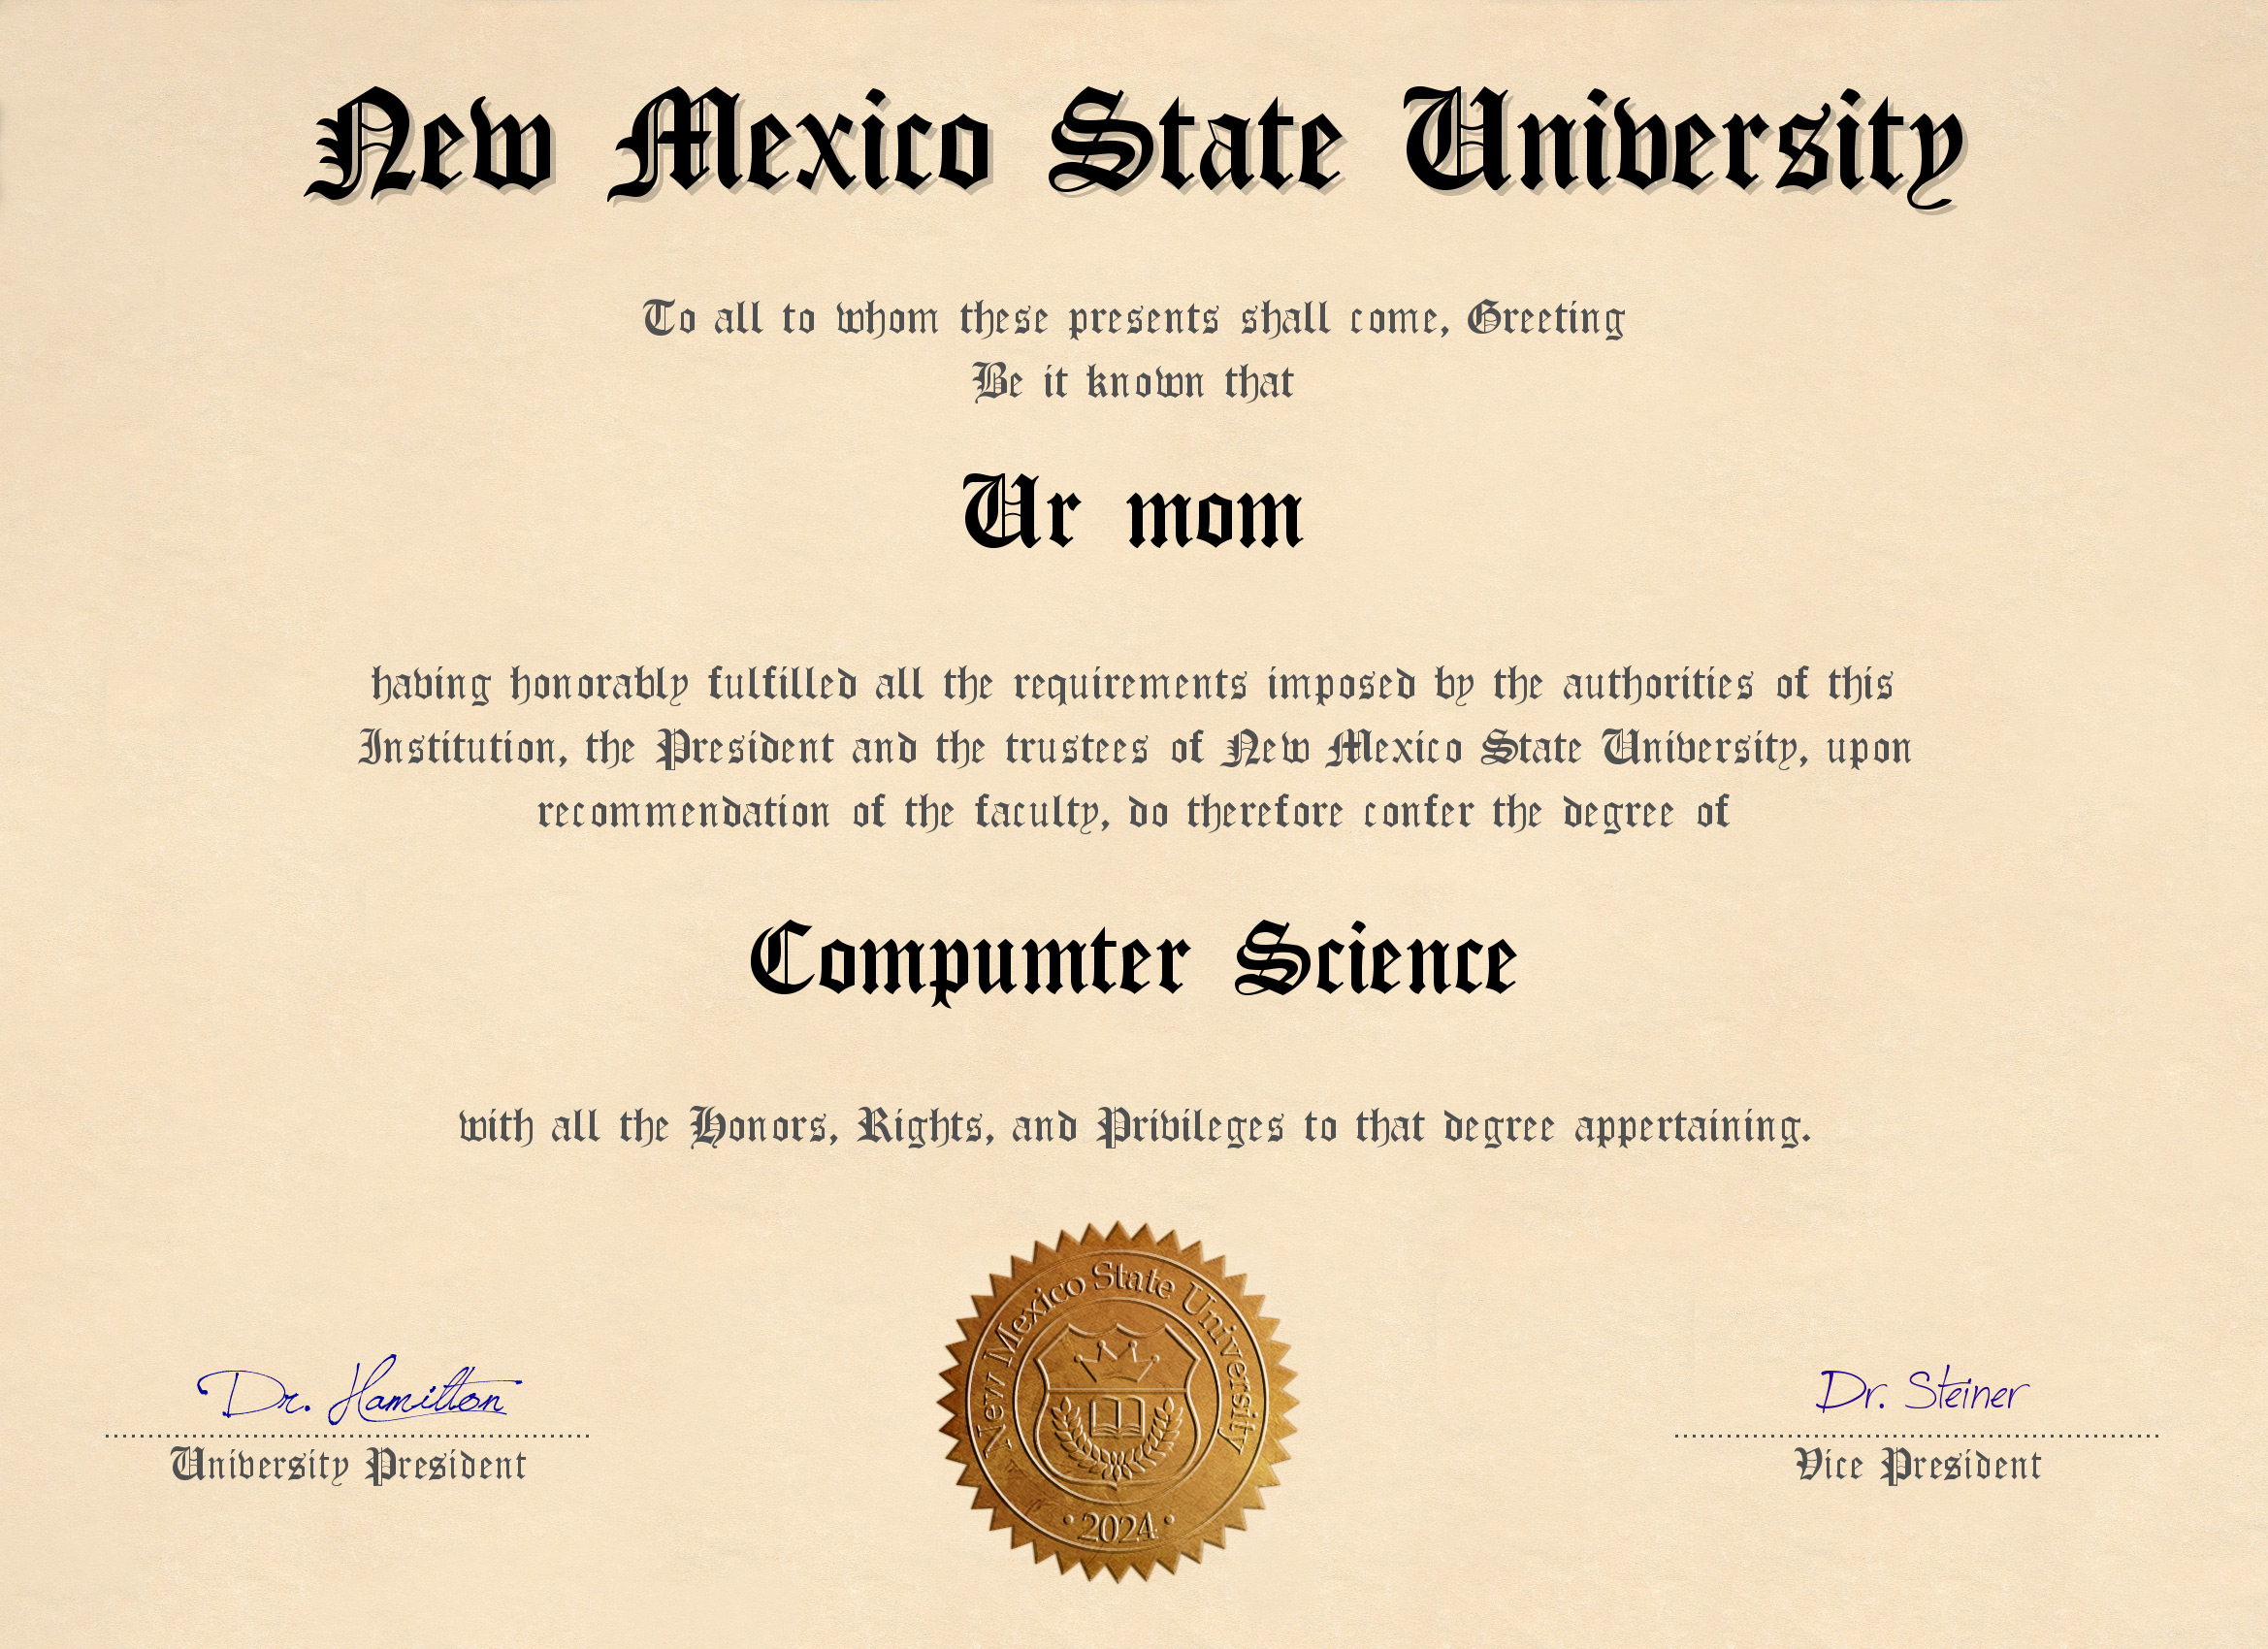 New Mexico State University
To all to whom these presents shall come, Greeting
Be it known that
Ur mom
having honorably fulfilled all the requirements imposed by the authorities of this
Institution, the President and the trustees of New Mexico State University, upon
recommendation of the faculty, do therefore confer the degree of
Compumter Science
with all the Honors, Rights, and Privileges to that degree appertaining.
New Mexico State University
• 2024 •
Dr. Hamilton
University President
Dr. Steiner
Vice President